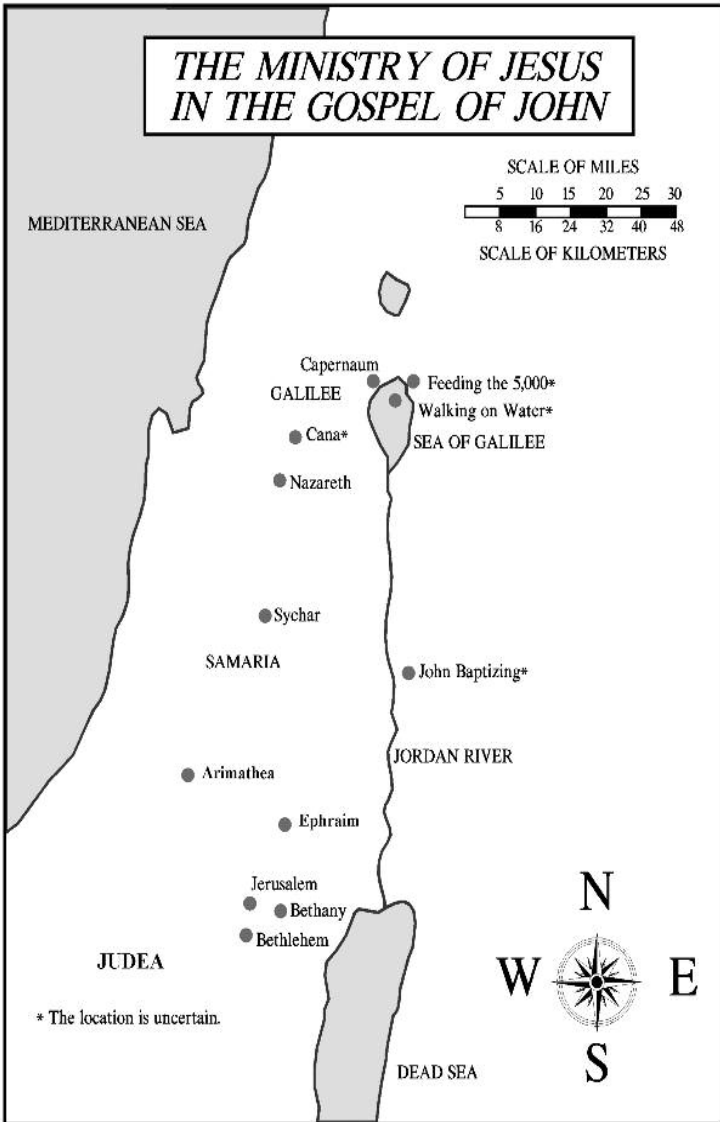 THE MINISTRY OF JESUS
IN THE GOSPEL OF JOHN
SCALE OF MILES
5 10 15 20 25 30
8 16 24 32 40 48
SCALE OF KILOMETERS
MEDITERRANEAN SEA
Capernaum
GALILEE
Feeding the 5,000*
Walking on Water*
Cana*
SEA OF GALILEE
Nazareth
Sychar
SAMARIA
John Baptizing*
JORDAN RIVER
Arimathea
Ephraim
Jerusalem
Bethany
Bethlehem
JUDEA
* The location is uncertain.
DEAD SEA
N
W E
S